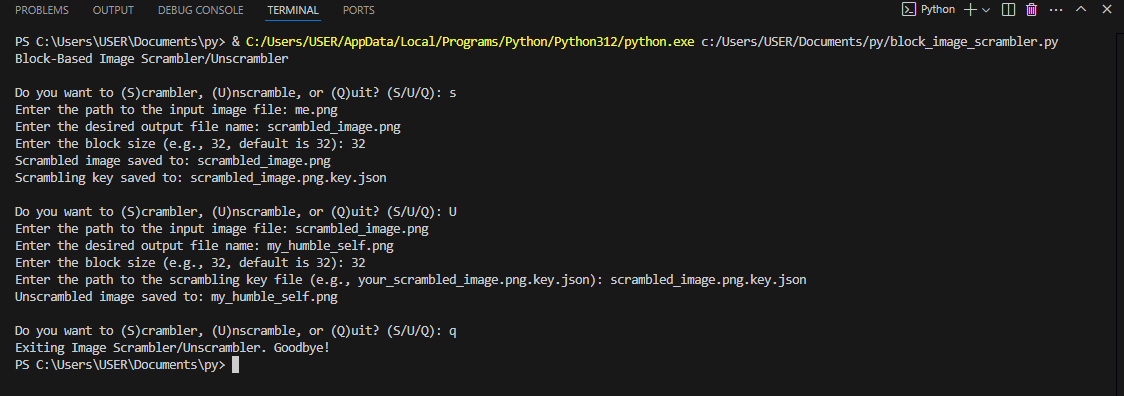 PROBLEMS OUTPUT DEBUG CONSOLE TERMINAL PORTS Python
PS C:\Users\USER\Documents\py> & C:/Users/USER/AppData/Local/Programs/Python/Python312/python.exe c:/Users/USER/Documents/py/block_image_scrambler.py
Block-Based Image Scrambler/Unscrambler
Do you want to (S)crambler, (U)nscramble, or (Q)uit? (S/U/Q): s
Enter the path to the input image file: me.png
Enter the desired output file name: scrambled_image.png
Enter the block size (e.g., 32, default is 32): 32
Scrambled image saved to: scrambled_image.png
Scrambling key saved to: scrambled_image.png.key.json
Do you want to (S)crambler, (U)nscramble, or (Q)uit? (S/U/Q): U
Enter the path to the input image file: scrambled_image.png
Enter the desired output file name: my_humble_self.png
Enter the block size (e.g., 32, default is 32): 32
Enter the path to the scrambling key file (e.g., your_scrambled_image.png.key.json): scrambled_image.png.key.json
Unscrambled image saved to: my_humble_self.png
Do you want to (S)crambler, (U)nscramble, or (Q)uit? (S/U/Q): q
Exiting Image Scrambler/Unscrambler. Goodbye!
PS C:\Users\USER\Documents\py>